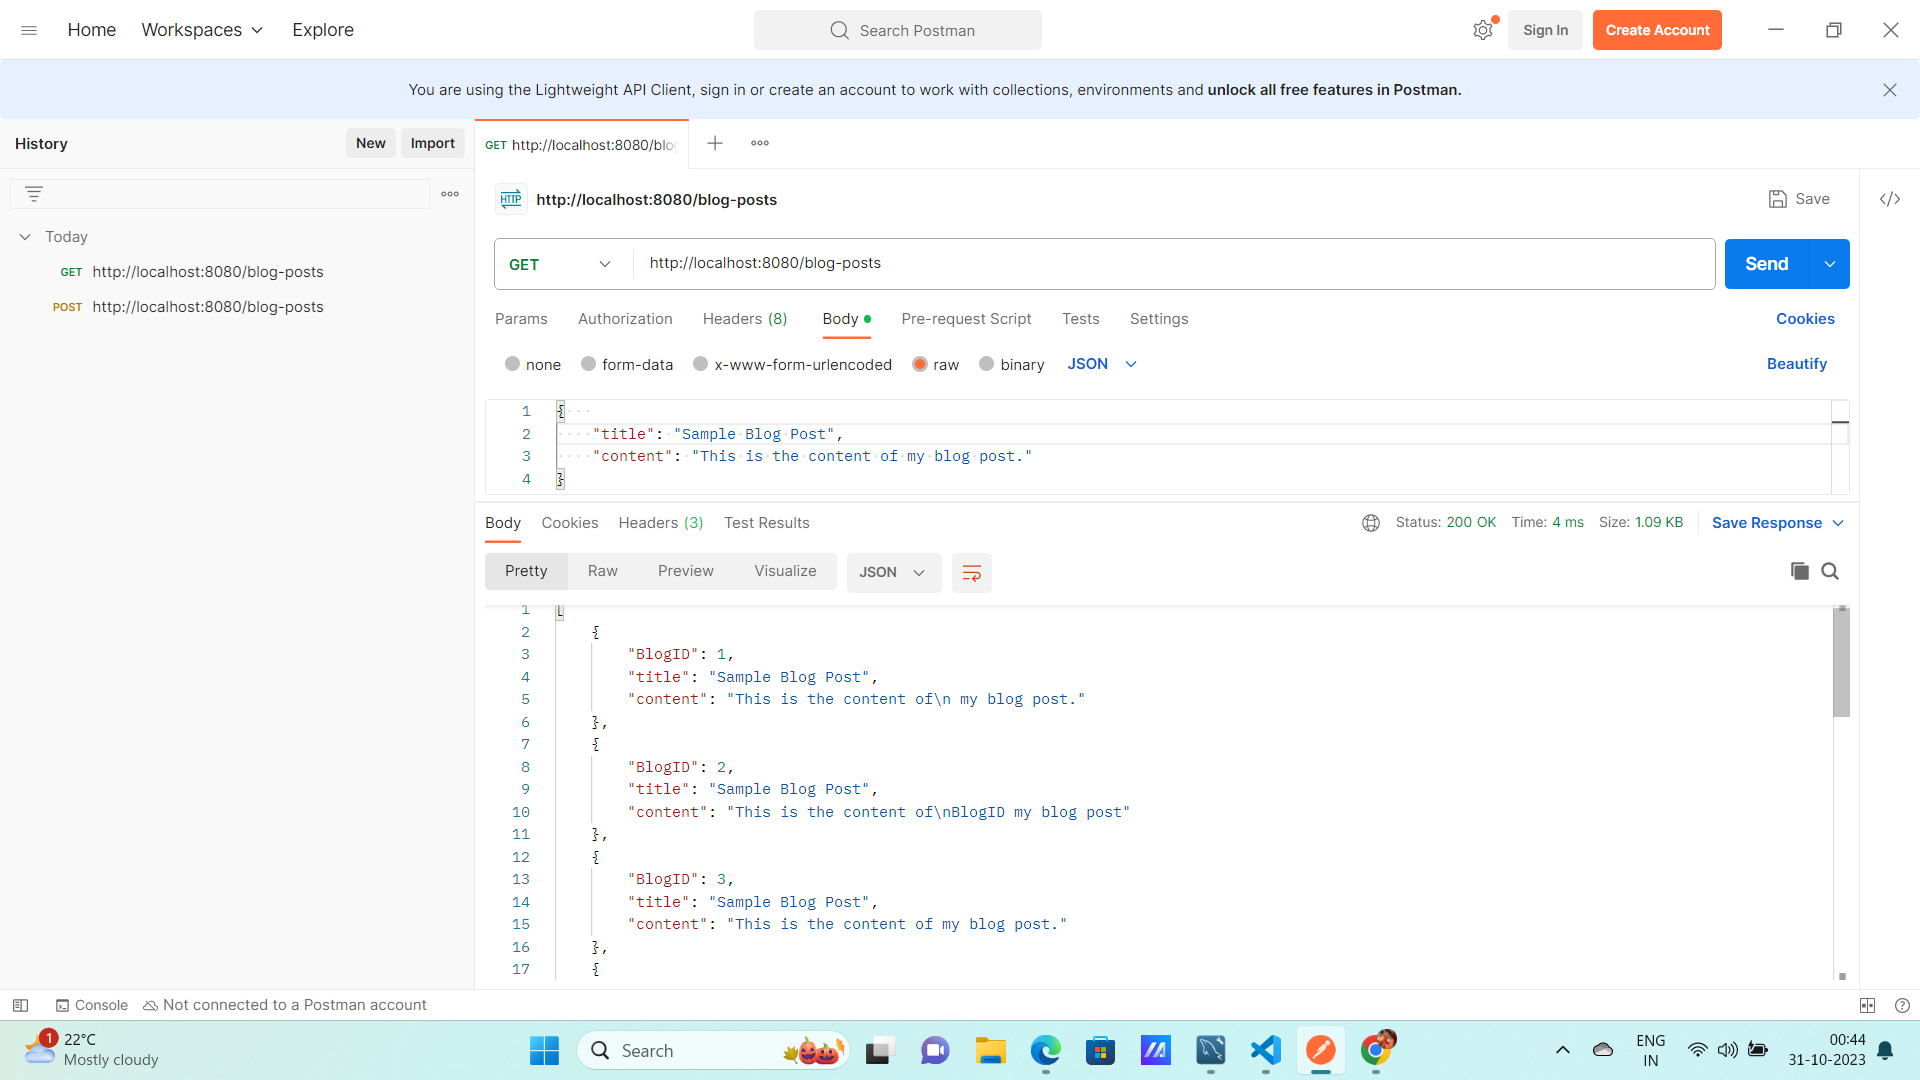 Home Workspaces Explore Search Postman Sign In Create Account
You are using the Lightweight API Client, sign in or create an account to work with collections, environments and unlock all free features in Postman.
History New Import
GET http://localhost:8080/blo
HTTP http://localhost:8080/blog-posts Save </>
Today
GET http://localhost:8080/blog-posts
POST http://localhost:8080/blog-posts
GET http://localhost:8080/blog-posts Send
Params Authorization Headers (8) Body Pre-request Script Tests Settings Cookies
none form-data x-www-form-urlencoded raw binary JSON Beautify
1 {
2 "title": "Sample Blog Post",
3 "content": "This is the content of my blog post."
4 }
Body Cookies Headers (3) Test Results Status: 200 OK Time: 4 ms Size: 1.09 KB Save Response
Pretty Raw Preview Visualize JSON
1 [
2 {
3 "BlogID": 1,
4 "title": "Sample Blog Post",
5 "content": "This is the content of\n my blog post."
6 },
7 {
8 "BlogID": 2,
9 "title": "Sample Blog Post",
10 "content": "This is the content of\nBlogID my blog post"
11 },
12 {
13 "BlogID": 3,
14 "title": "Sample Blog Post",
15 "content": "This is the content of my blog post."
16 },
17 {
Console Not connected to a Postman account
1 22°C
Mostly cloudy
Search
ENG
IN
00:44
31-10-2023